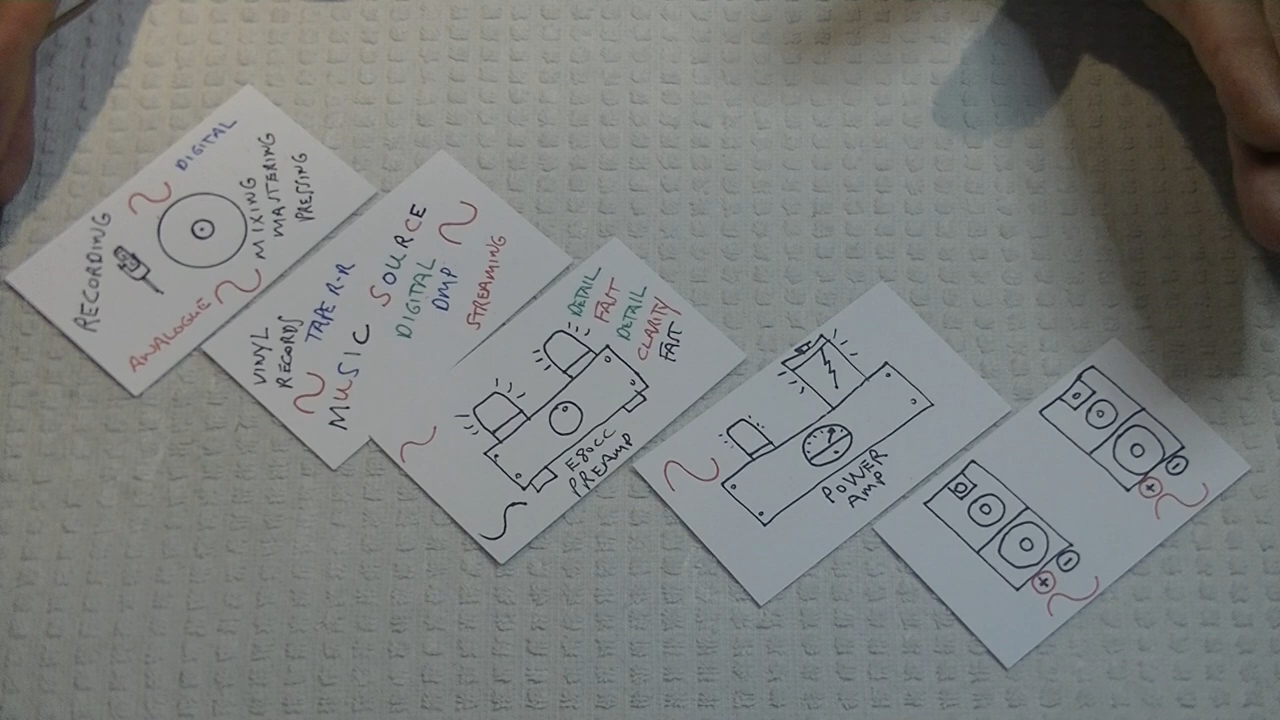 RECORDING
DIGITAL
MIXING
MASTERING
PRESSING
ANALOGUE
VINYL
RECORDS
TAPE R-R
MUSIC
SOURCE
DIGITAL
DMP
STREAMING
DETAIL
FAST
DETAIL
CLARITY
FAST
E80CC
PREAMP
POWER
AMP
+
-
+
-